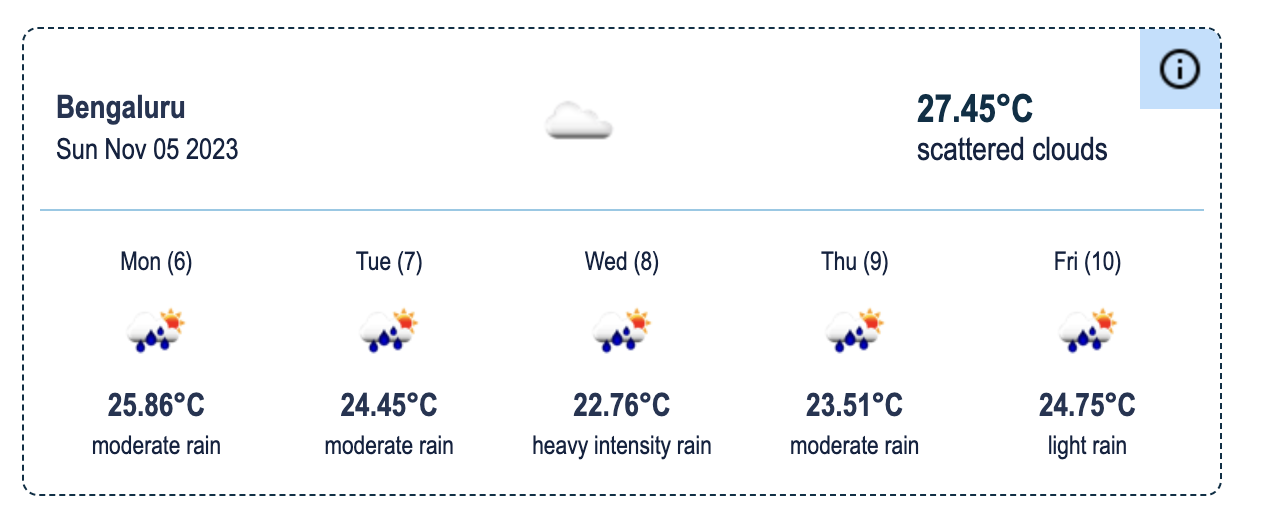 Bengaluru
Sun Nov 05 2023
27.45°C
scattered clouds
Mon (6)
Tue (7)
Wed (8)
Thu (9)
Fri (10)
25.86°C
24.45°C
22.76°C
23.51°C
24.75°C
moderate rain
moderate rain
heavy intensity rain
moderate rain
light rain